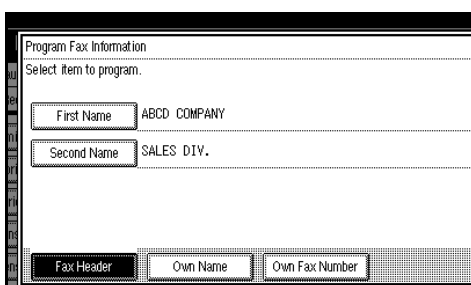 Program Fax Information
Select item to program.
First Name ABCD COMPANY
Second Name SALES DIV.
Fax Header Own Name Own Fax Number